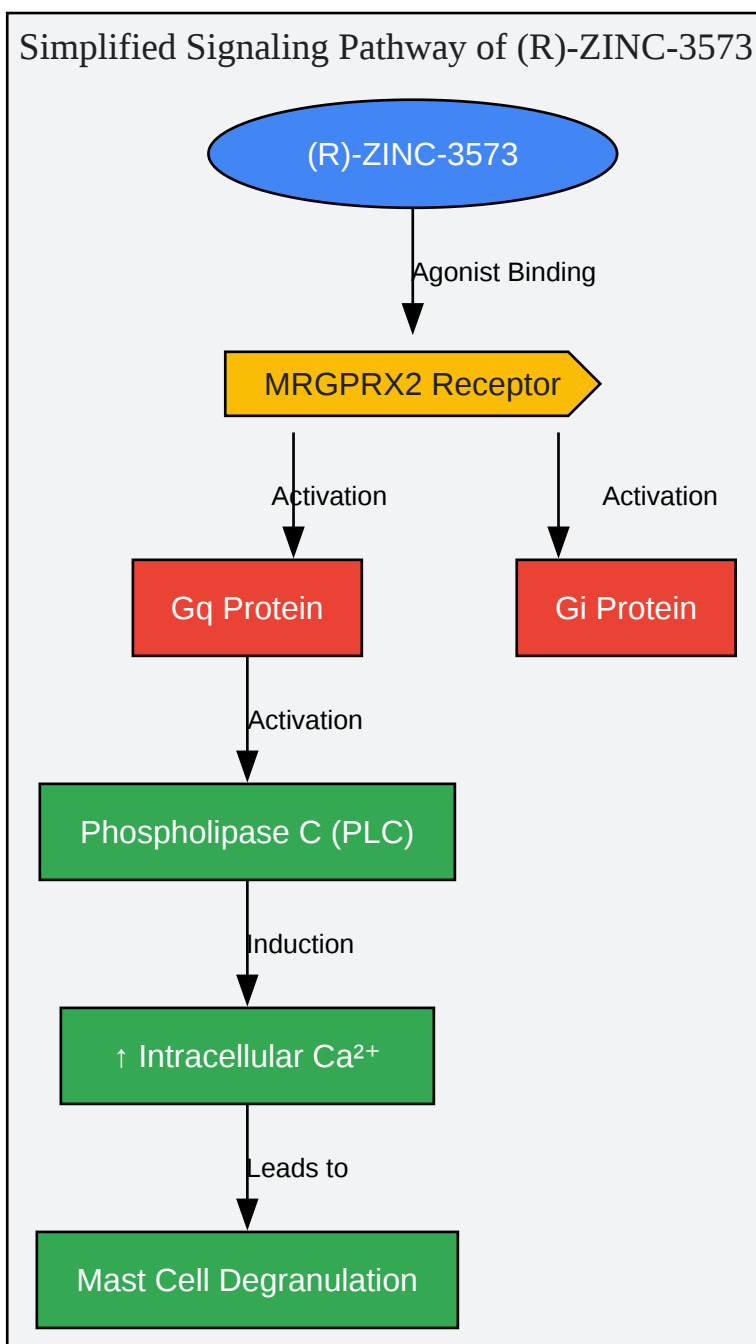 Simplified Signaling Pathway of (R)-ZINC-3573
(R)-ZINC-3573
Agonist Binding
MRGPRX2 Receptor
Activation
Activation
Gq Protein
Gi Protein
Activation
Phospholipase C (PLC)
Induction
↑ Intracellular Ca²⁺
Leads to
Mast Cell Degranulation